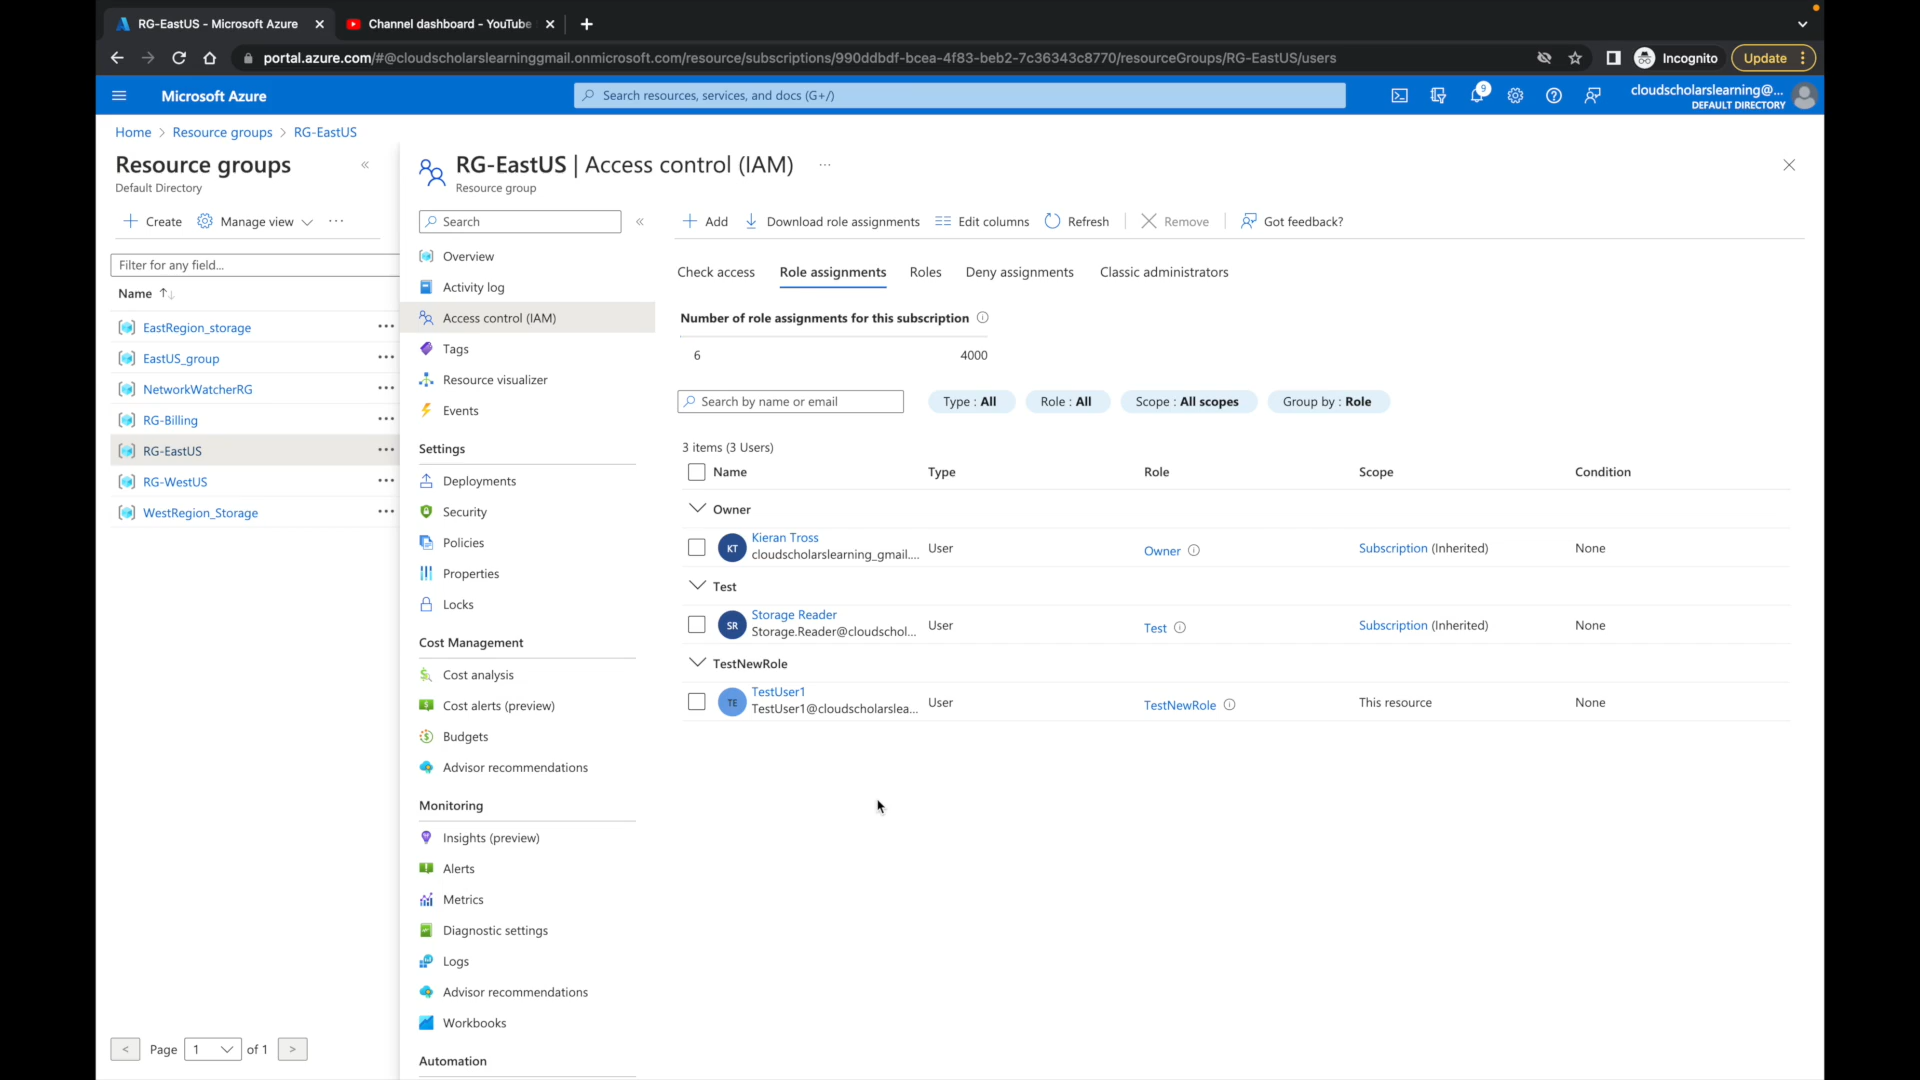 RG-EastUS - Microsoft Azure
Channel dashboard - YouTube
portal.azure.com/#@cloudscholarslearninggmail.onmicrosoft.com/resource/subscriptions/990ddbdf-bcea-4f83-beb2-7c36343c8770/resourceGroups/RG-EastUS/users
Incognito
Update
Microsoft Azure
Search resources, services, and docs (G+/)
9
cloudscholarslearning@...
DEFAULT DIRECTORY
Home > Resource groups > RG-EastUS
Resource groups
Default Directory
Create
Manage view
Filter for any field...
Name
EastRegion_storage
EastUS_group
NetworkWatcherRG
RG-Billing
RG-EastUS
RG-WestUS
WestRegion_Storage
< Page 1 of 1 >
RG-EastUS | Access control (IAM) ...
Resource group
Search
Overview
Activity log
Access control (IAM)
Tags
Resource visualizer
Events
Settings
Deployments
Security
Policies
Properties
Locks
Cost Management
Cost analysis
Cost alerts (preview)
Budgets
Advisor recommendations
Monitoring
Insights (preview)
Alerts
Metrics
Diagnostic settings
Logs
Advisor recommendations
Workbooks
Automation
Add
Download role assignments
Edit columns
Refresh
Remove
Got feedback?
Check access
Role assignments
Roles
Deny assignments
Classic administrators
Number of role assignments for this subscription
6 4000
Search by name or email
Type : All
Role : All
Scope : All scopes
Group by : Role
3 items (3 Users)
Name Type Role Scope Condition
Owner
KT
Kieran Tross
cloudscholarslearning_gmail....
User Owner Subscription (Inherited) None
Test
SR
Storage Reader
Storage.Reader@cloudschol...
User Test Subscription (Inherited) None
TestNewRole
TE
TestUser1
TestUser1@cloudscholarslea...
User TestNewRole This resource None